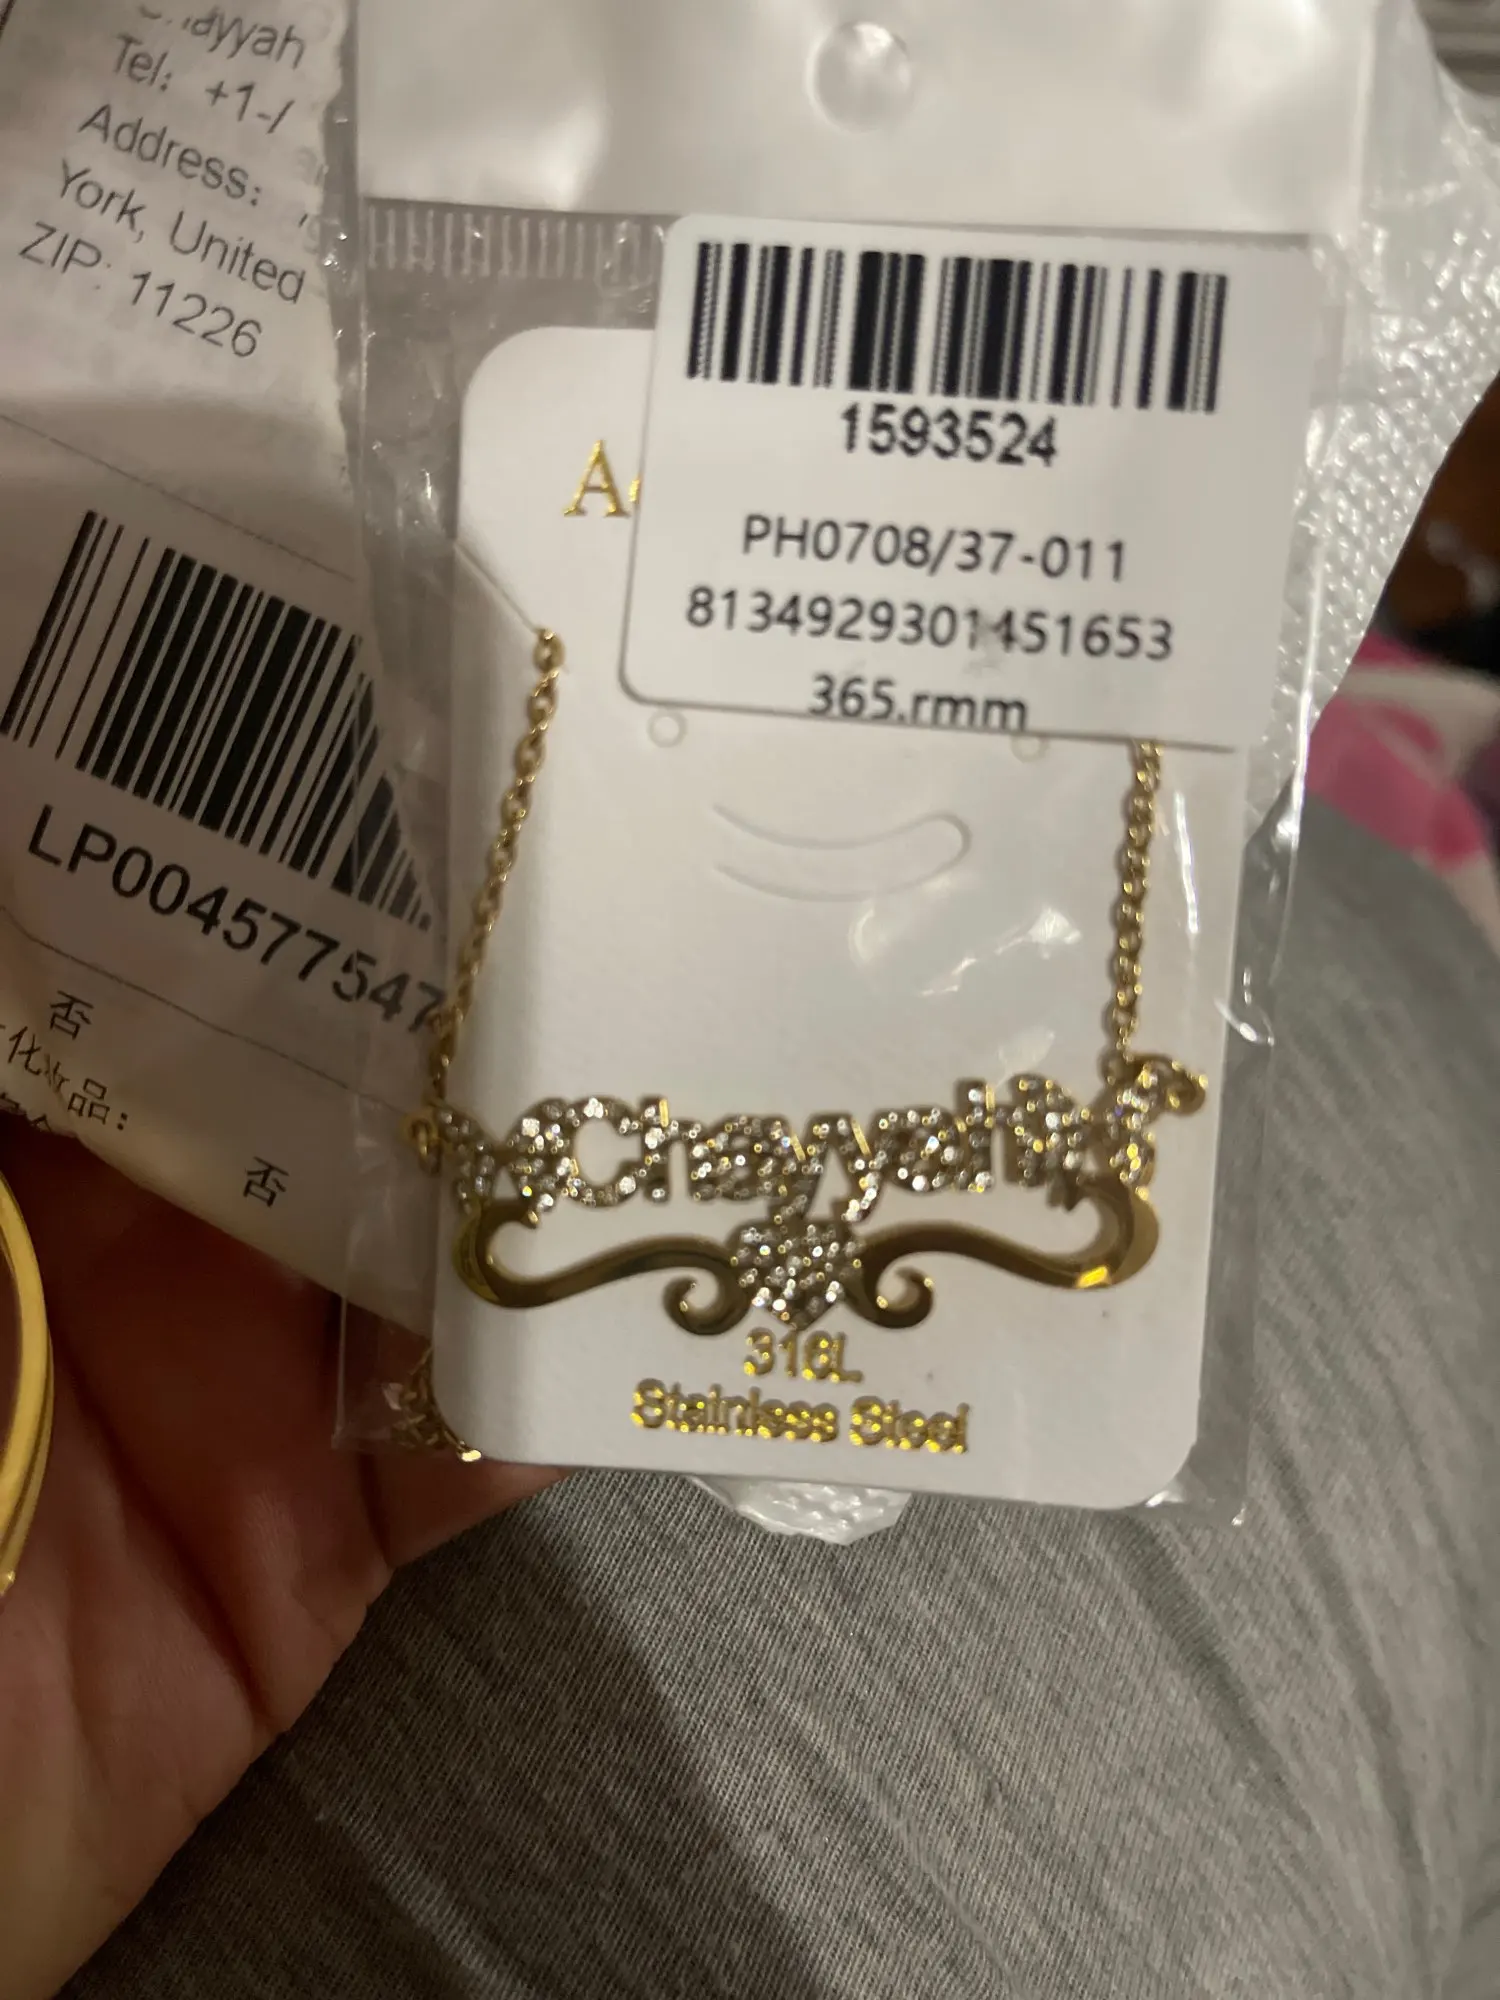 Tel: +1-
Address:
York, United
ZIP: 11226
LP004577547
否
化妆品:
否
1593524
PH0708/37-011
8134929301451653
365.rmm
Chayyah
316L
Stainless Steel